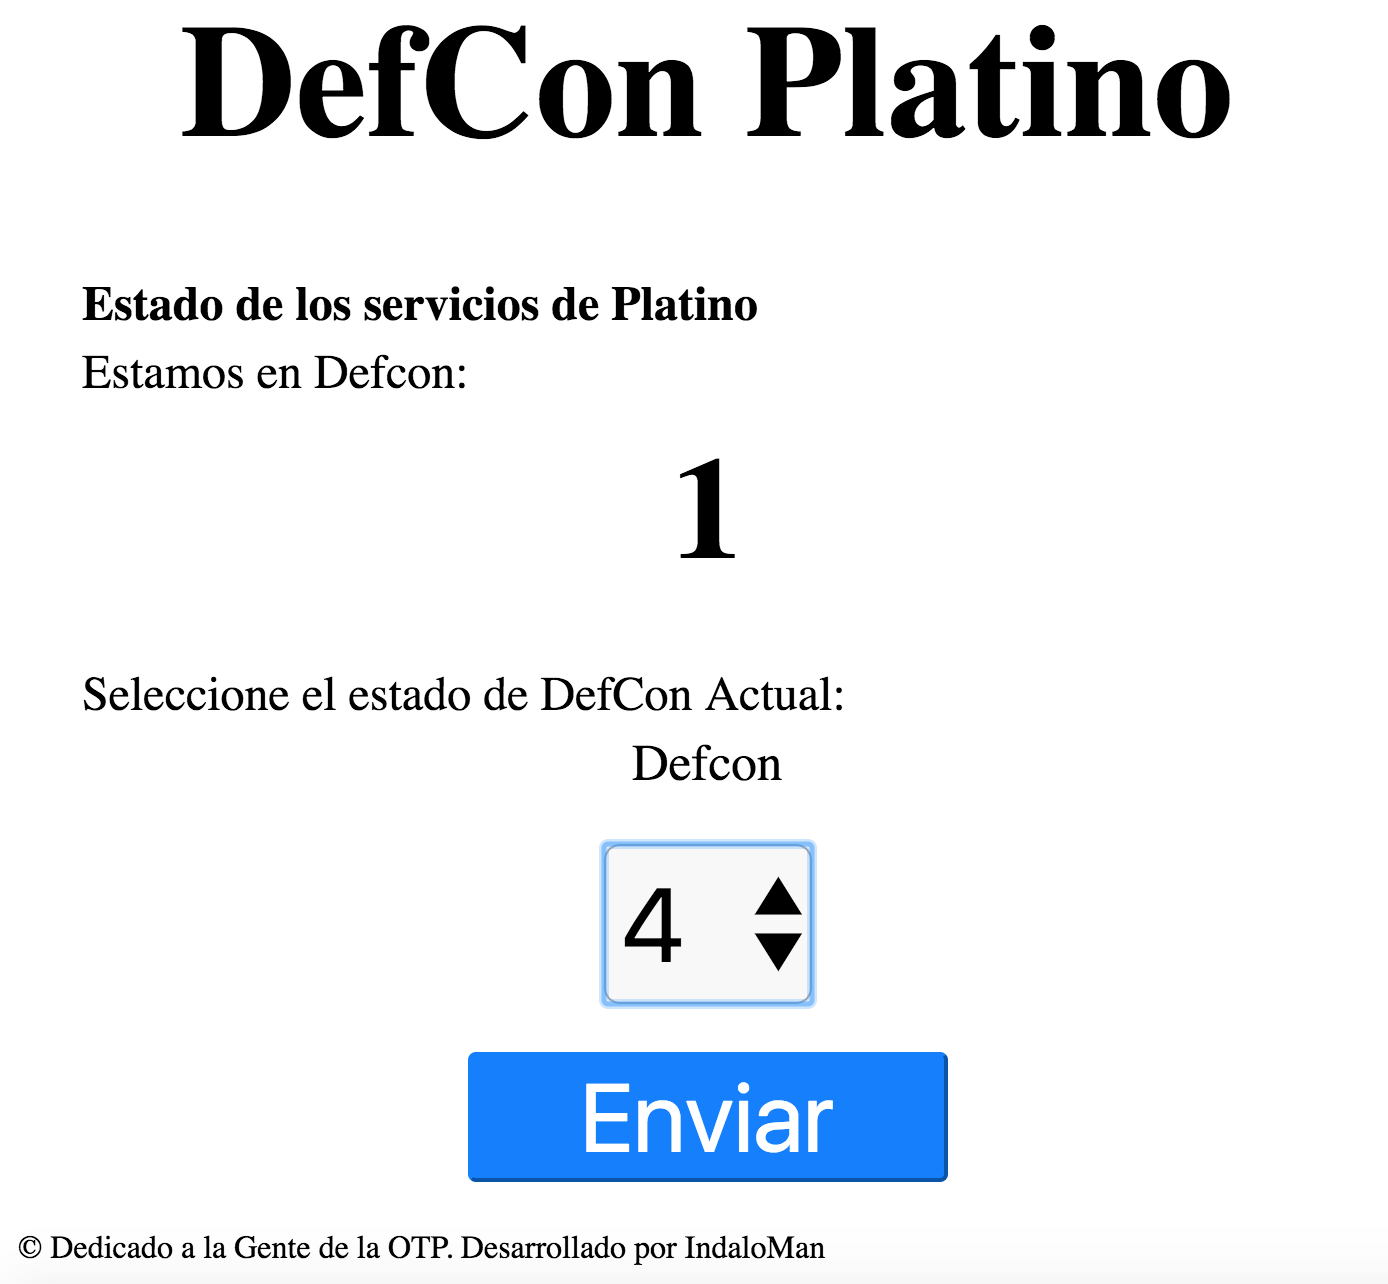 DefCon Platino
Estado de los servicios de Platino
Estamos en Defcon:
1
Seleccione el estado de DefCon Actual:
Defcon
4
Enviar
© Dedicado a la Gente de la OTP. Desarrollado por IndaloMan